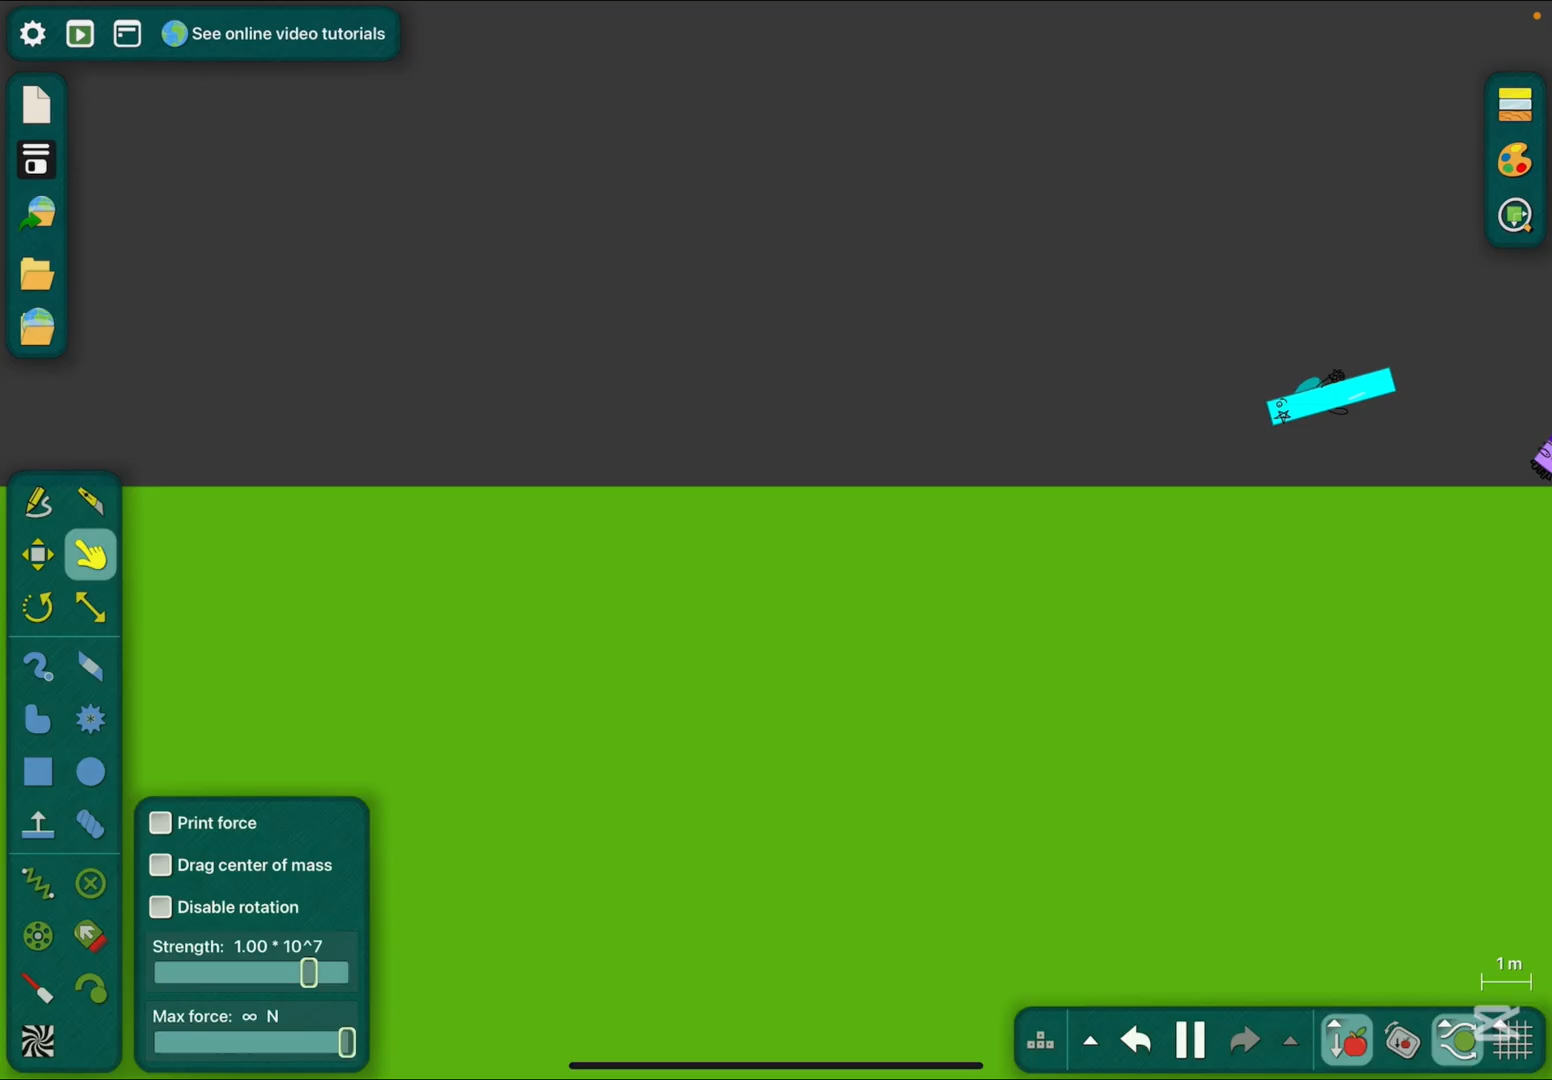 See online video tutorials
Print force
Drag center of mass
Disable rotation
Strength: 1.00 * 10^7
Max force: ∞ N
1 m